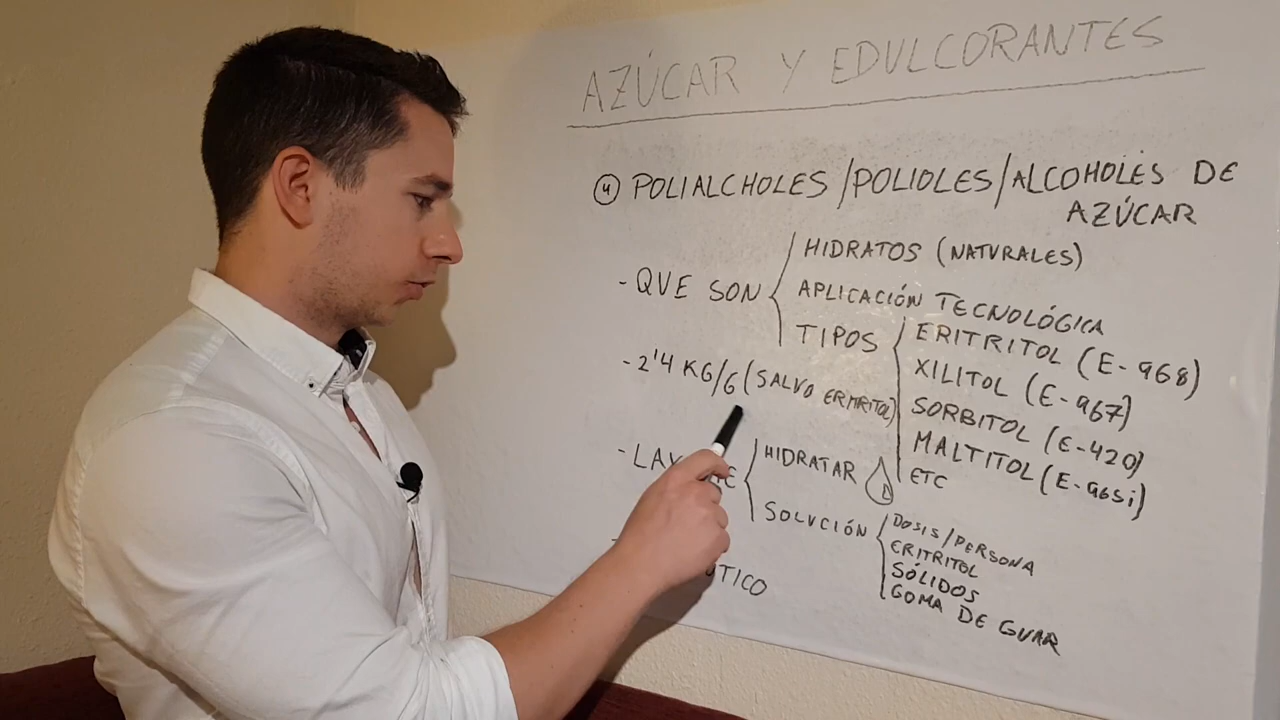 AZÚCAR Y EDULCORANTES
④ POLIALCHOLES/POLIOLES/ALCOHOLES DE
AZÚCAR
- QUE SON
HIDRATOS (NATURALES)
APLICACIÓN TECNOLÓGICA
TIPOS
ERITRITOL (E-968)
XILITOL (E-967)
SORBITOL (E-420)
MALTITOL (E-965i)
ETC
- 2'4 KG/G (SALVO ERITRITOL)
HIDRATAR
SOLUCIÓN
DOSIS/PERSONA
ERITRITOL
SÓLIDOS
GOMA DE GUAR